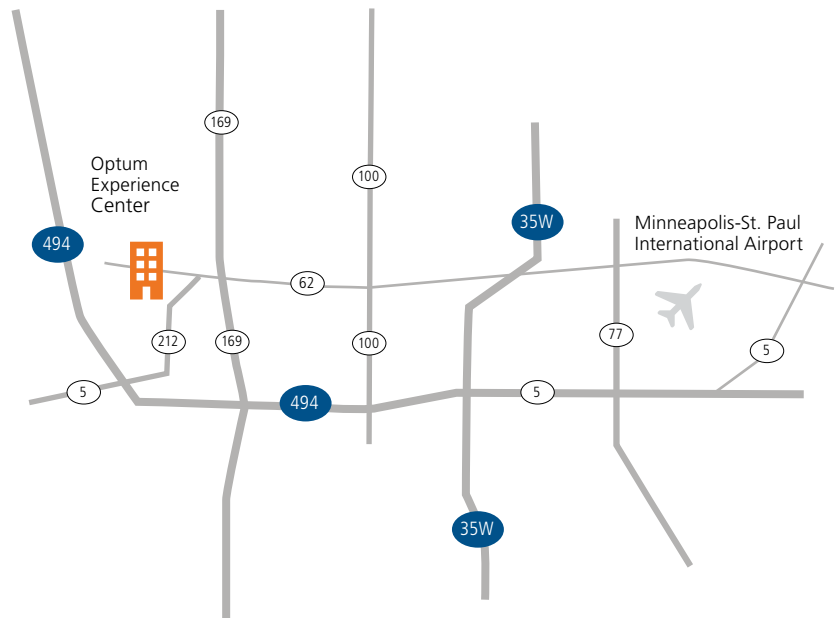 169
Optum
Experience
Center
100
35W
Minneapolis-St. Paul
International Airport
494
62
212
169
100
77
5
5
494
5
35W